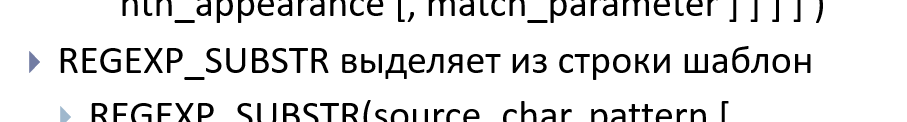 nth_appearance [, match_parameter ] ] ] ] )
REGEXP_SUBSTR выделяет из строки шаблон
REGEXP_SUBSTR(source_char, pattern [